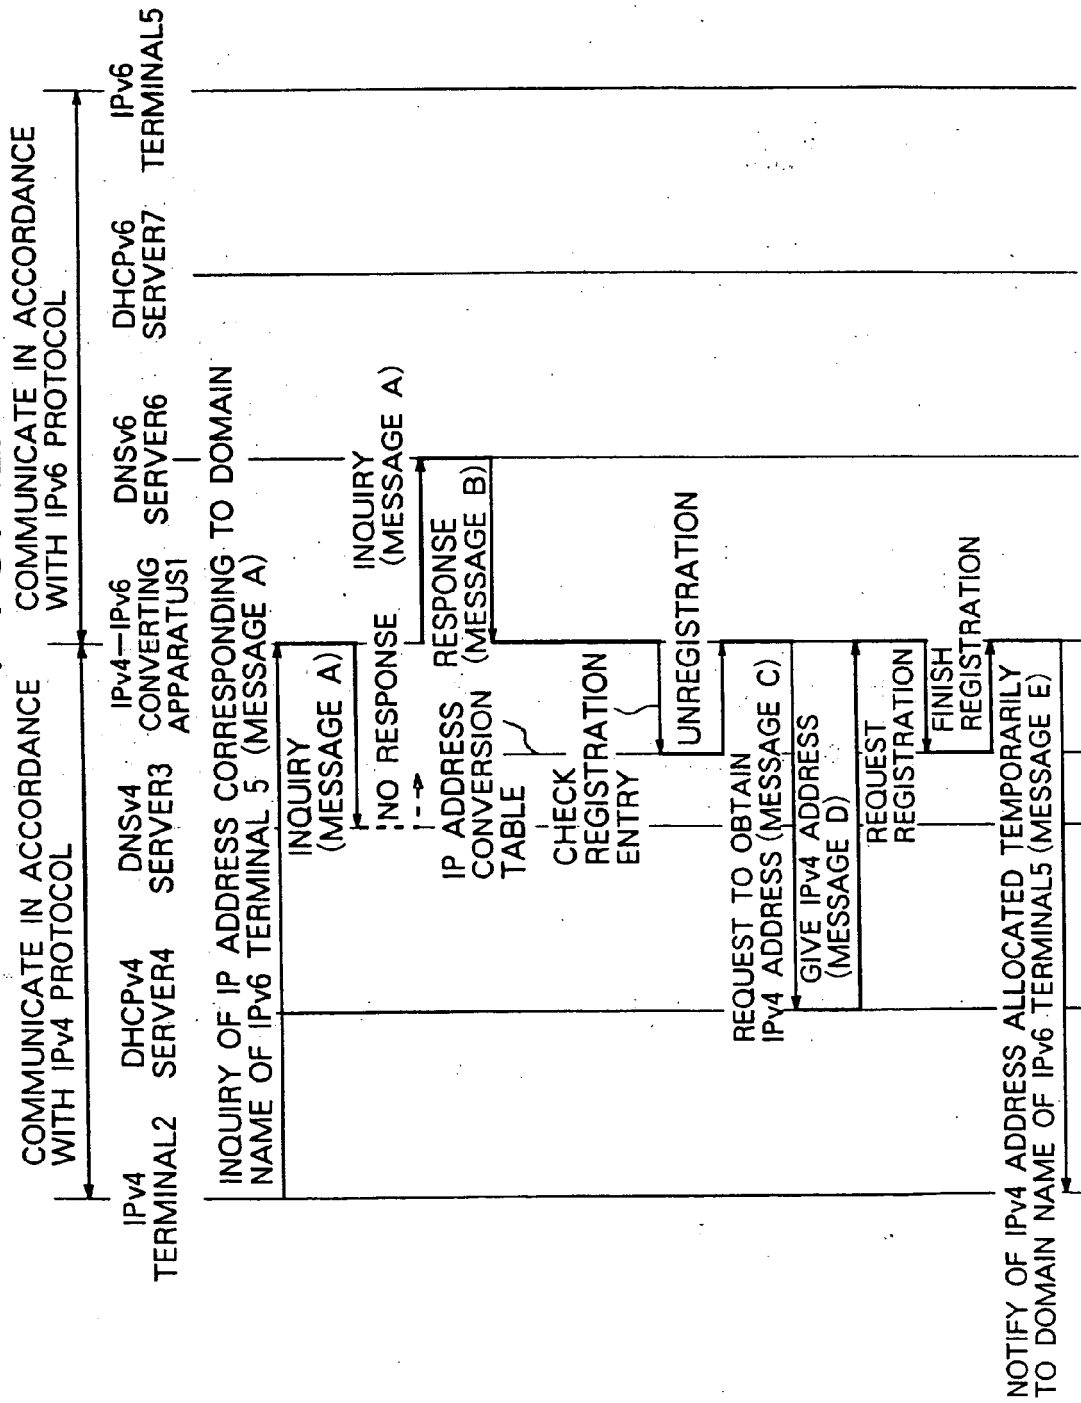 COMMUNICATE IN ACCORDANCE
WITH IPv4 PROTOCOL
COMMUNICATE IN ACCORDANCE
WITH IPv6 PROTOCOL
IPv4
TERMINAL2
DHCPv4
SERVER4
DNSv4
SERVER3
IPv4-IPv6
CONVERTING
APPARATUS1
DNSv6
SERVER6
DHCPv6
SERVER7
IPv6
TERMINAL5
INQUIRY OF IP ADDRESS CORRESPONDING TO DOMAIN
NAME OF IPv6 TERMINAL 5 (MESSAGE A)
INQUIRY
(MESSAGE A)
NO RESPONSE
INQUIRY
(MESSAGE A)
RESPONSE
(MESSAGE B)
IP ADDRESS
CONVERSION
TABLE
CHECK
REGISTRATION
ENTRY
UNREGISTRATION
REQUEST TO OBTAIN
IPv4 ADDRESS (MESSAGE C)
GIVE IPv4 ADDRESS
(MESSAGE D)
REQUEST
REGISTRATION
FINISH
REGISTRATION
NOTIFY OF IPv4 ADDRESS ALLOCATED TEMPORARILY
TO DOMAIN NAME OF IPv6 TERMINAL5 (MESSAGE E)